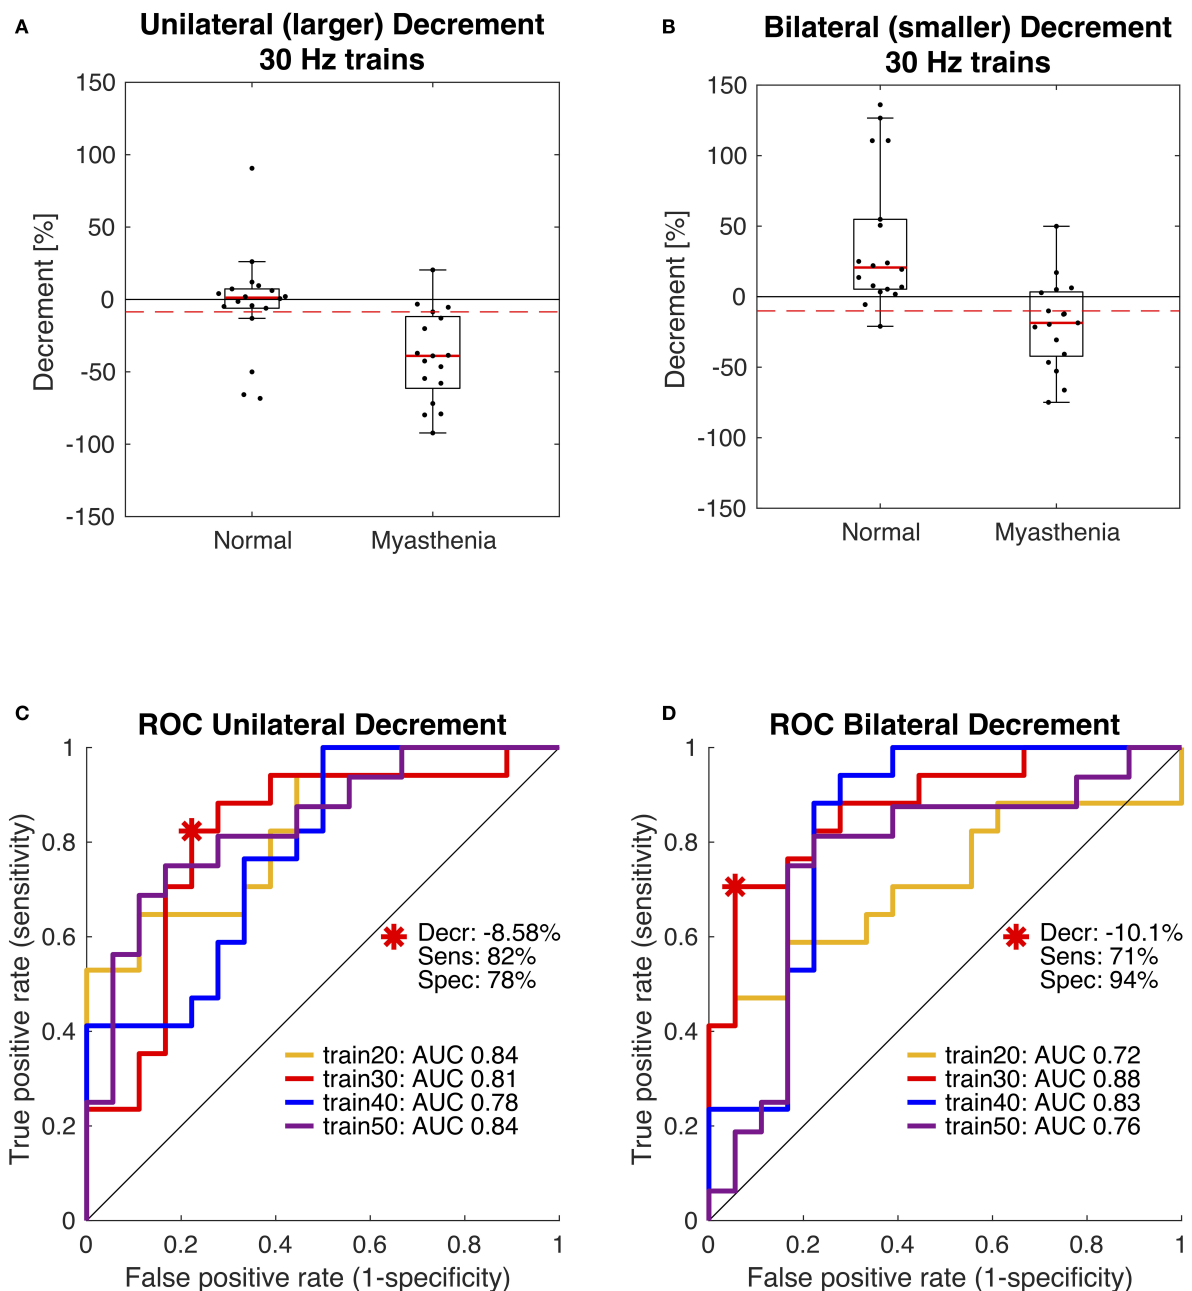 A
Unilateral (larger) Decrement
30 Hz trains
Decrement [%]
150
100
50
0
-50
-100
-150
Normal
Myasthenia
B
Bilateral (smaller) Decrement
30 Hz trains
Decrement [%]
150
100
50
0
-50
-100
-150
Normal
Myasthenia
C
ROC Unilateral Decrement
True positive rate (sensitivity)
1
0.8
0.6
0.4
0.2
0
Decr: -8.58%
Sens: 82%
Spec: 78%
train20: AUC 0.84
train30: AUC 0.81
train40: AUC 0.78
train50: AUC 0.84
0
0.2
0.4
0.6
0.8
1
False positive rate (1-specificity)
D
ROC Bilateral Decrement
True positive rate (sensitivity)
1
0.8
0.6
0.4
0.2
0
Decr: -10.1%
Sens: 71%
Spec: 94%
train20: AUC 0.72
train30: AUC 0.88
train40: AUC 0.83
train50: AUC 0.76
0
0.2
0.4
0.6
0.8
1
False positive rate (1-specificity)